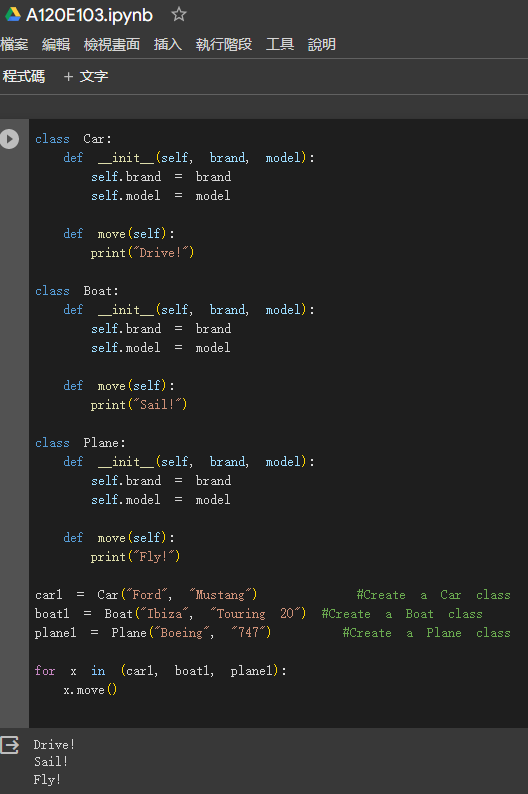 A120E103.ipynb
檔案 編輯 檢視畫面 插入 執行階段 工具 說明
程式碼 + 文字
class Car:
    def __init__(self, brand, model):
        self.brand = brand
        self.model = model

    def move(self):
        print("Drive!")

class Boat:
    def __init__(self, brand, model):
        self.brand = brand
        self.model = model

    def move(self):
        print("Sail!")

class Plane:
    def __init__(self, brand, model):
        self.brand = brand
        self.model = model

    def move(self):
        print("Fly!")

car1 = Car("Ford", "Mustang")              #Create a Car class
boat1 = Boat("Ibiza", "Touring 20")  #Create a Boat class
plane1 = Plane("Boeing", "747")          #Create a Plane class

for x in (car1, boat1, plane1):
    x.move()
Drive!
Sail!
Fly!